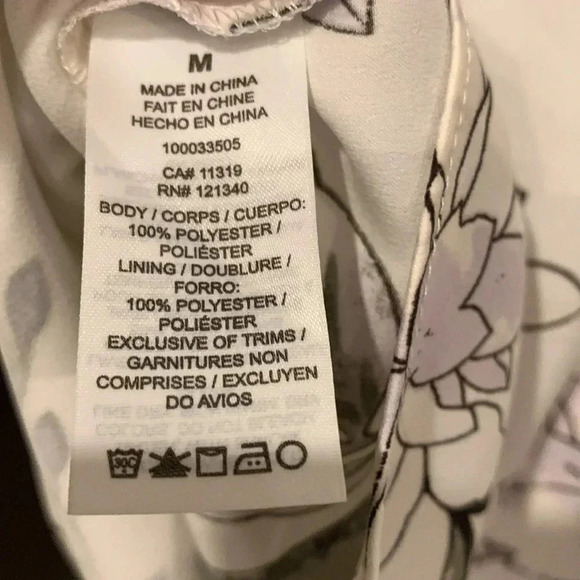 M
MADE IN CHINA
FAIT EN CHINE
HECHO EN CHINA
100033505
CA# 11319
RN# 121340
BODY / CORPS / CUERPO:
100% POLYESTER /
POLIÉSTER
LINING / DOUBLURE /
FORRO:
100% POLYESTER /
POLIÉSTER
EXCLUSIVE OF TRIMS /
GARNITURES NON
COMPRISES / EXCLUYEN
DO AVIOS
30C